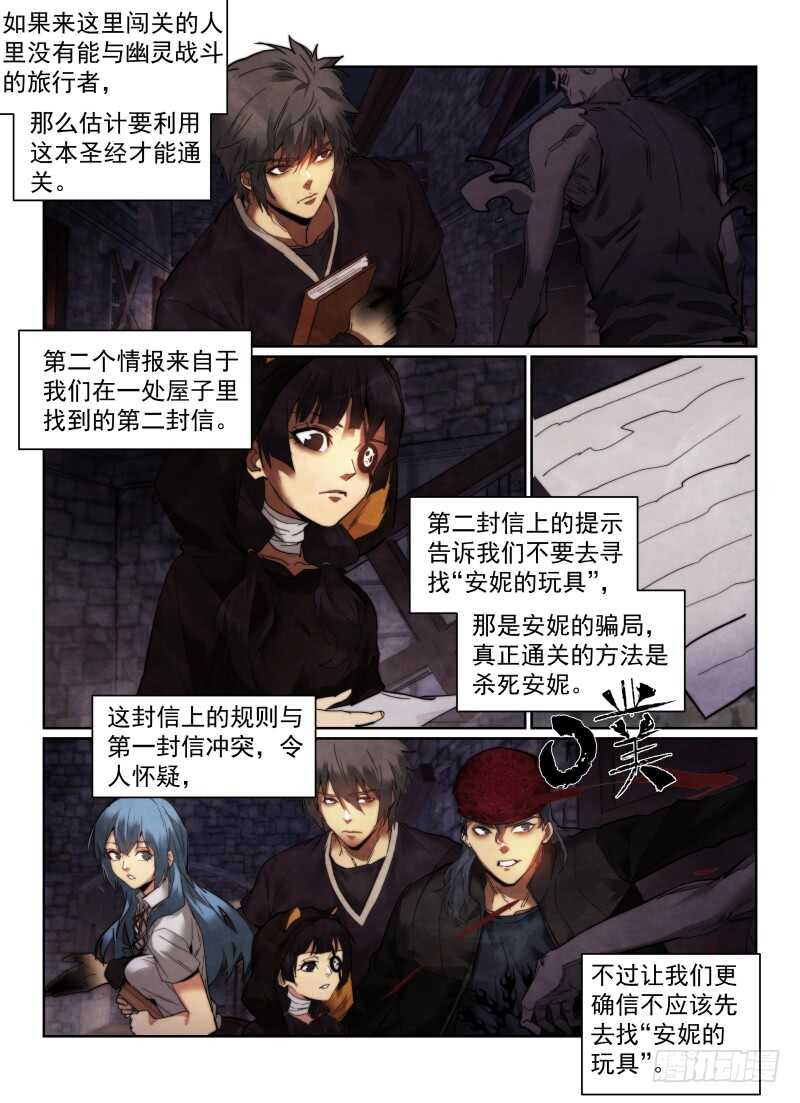 如果来这里闯关的人
里没有能与幽灵战斗
的旅行者，
那么估计要利用
这本圣经才能通
关。
第二个情报来自于
我们在一处屋子里
找到的第二封信。
第二封信上的提示
告诉我们不要去寻
找“安妮的玩具”，
那是安妮的骗局，
真正通关的方法是
杀死安妮。
噗
这封信上的规则与
第一封信冲突，令
人怀疑，
不过让我们更
确信不应该先
去找“安妮的
玩具”。
腾讯动漫